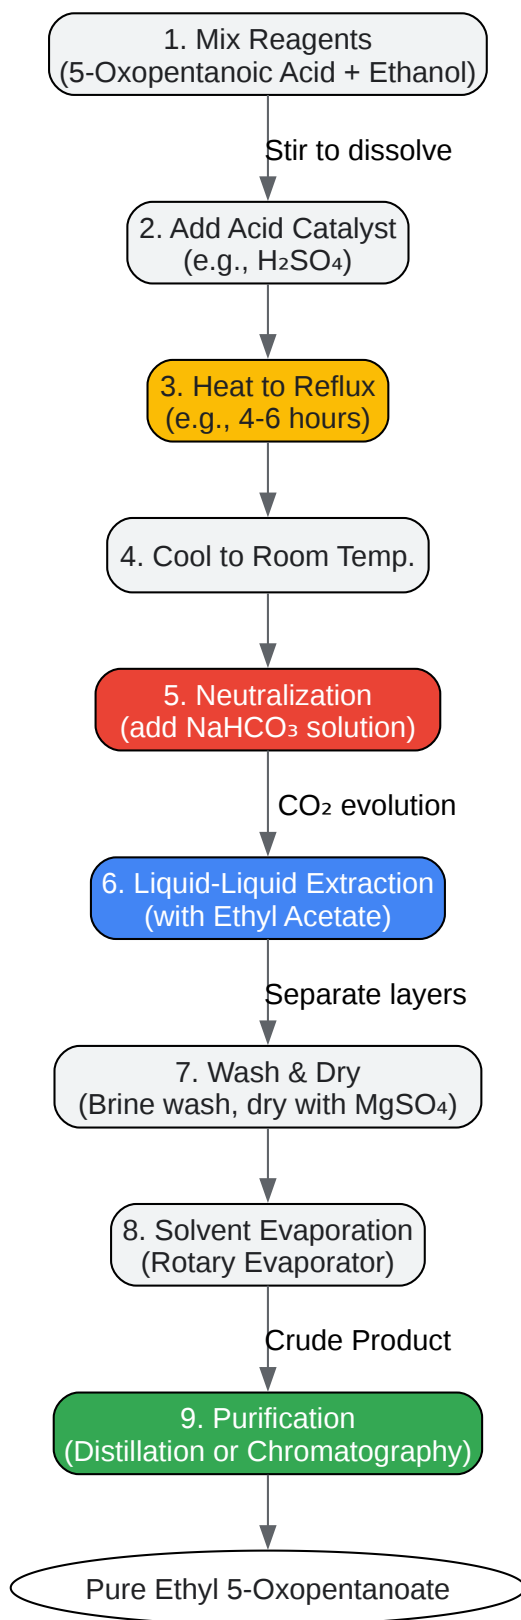 1. Mix Reagents
(5-Oxopentanoic Acid + Ethanol)
Stir to dissolve
2. Add Acid Catalyst
(e.g., H₂SO₄)
3. Heat to Reflux
(e.g., 4-6 hours)
4. Cool to Room Temp.
5. Neutralization
(add NaHCO₃ solution)
CO₂ evolution
6. Liquid-Liquid Extraction
(with Ethyl Acetate)
Separate layers
7. Wash & Dry
(Brine wash, dry with MgSO₄)
8. Solvent Evaporation
(Rotary Evaporator)
Crude Product
9. Purification
(Distillation or Chromatography)
Pure Ethyl 5-Oxopentanoate